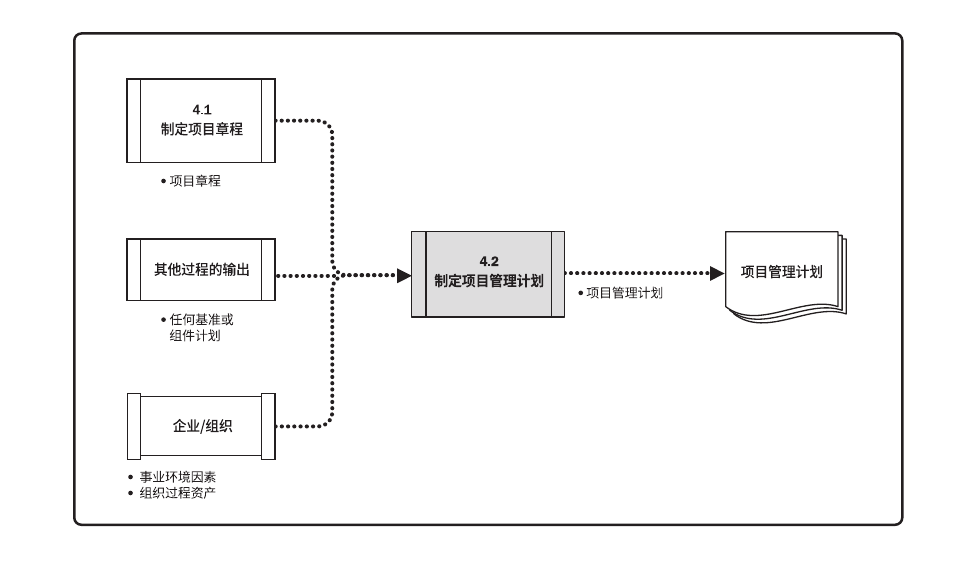 4.1
制定项目章程
• 项目章程
其他过程的输出
• 任何基准或
组件计划
企业/组织
• 事业环境因素
• 组织过程资产
4.2
制定项目管理计划
• 项目管理计划
项目管理计划